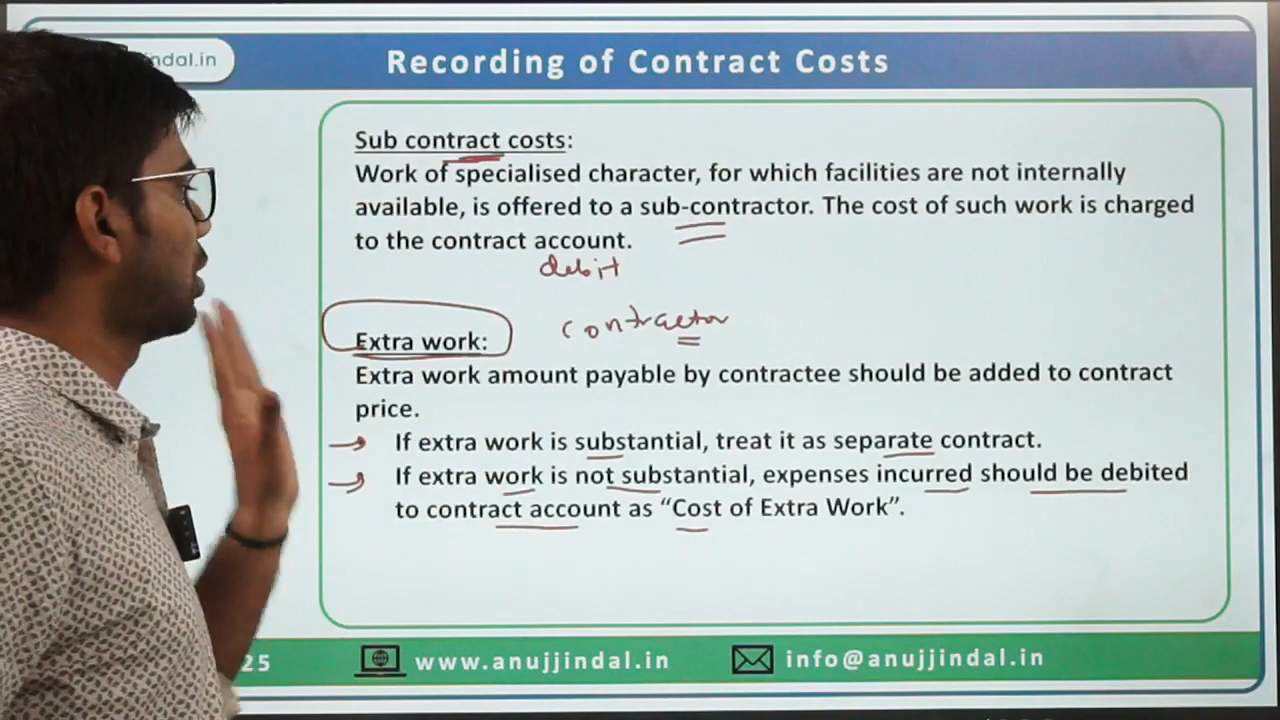 ndal.in
Recording of Contract Costs
Sub contract costs:
Work of specialised character, for which facilities are not internally
available, is offered to a sub-contractor. The cost of such work is charged
to the contract account.
debit
contractor
Extra work:
Extra work amount payable by contractee should be added to contract
price.
If extra work is substantial, treat it as separate contract.
If extra work is not substantial, expenses incurred should be debited
to contract account as “Cost of Extra Work”.
25
www.anujjindal.in
info@anujjindal.in